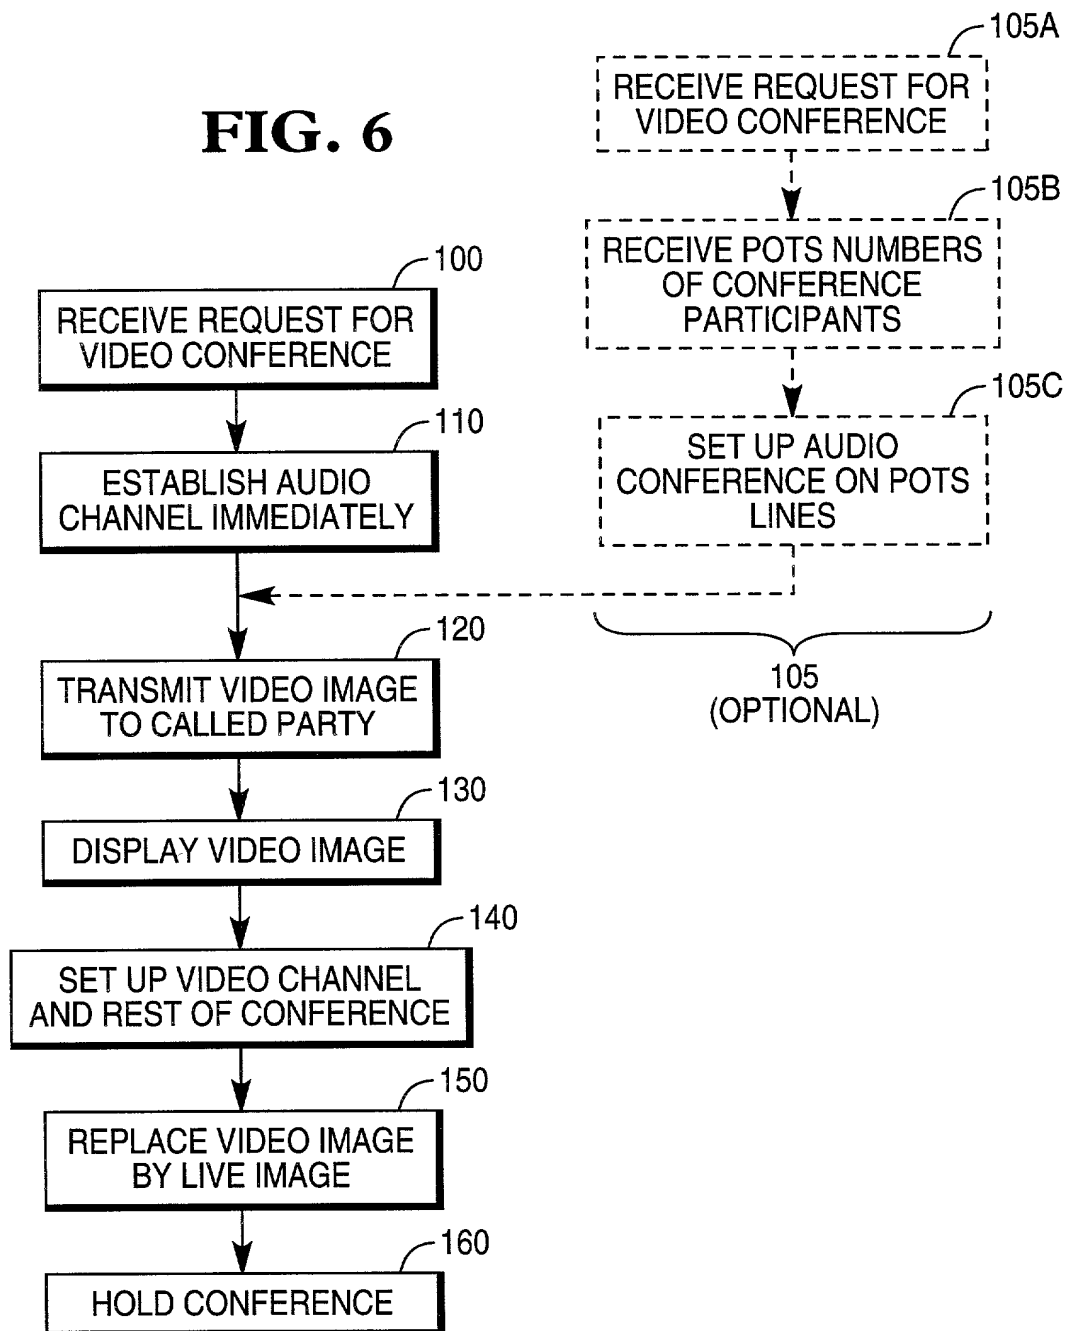 FIG. 6
100
RECEIVE REQUEST FOR
VIDEO CONFERENCE
110
ESTABLISH AUDIO
CHANNEL IMMEDIATELY
105A
RECEIVE REQUEST FOR
VIDEO CONFERENCE
105B
RECEIVE POTS NUMBERS
OF CONFERENCE
PARTICIPANTS
105C
SET UP AUDIO
CONFERENCE ON POTS
LINES
105
(OPTIONAL)
120
TRANSMIT VIDEO IMAGE
TO CALLED PARTY
130
DISPLAY VIDEO IMAGE
140
SET UP VIDEO CHANNEL
AND REST OF CONFERENCE
150
REPLACE VIDEO IMAGE
BY LIVE IMAGE
160
HOLD CONFERENCE